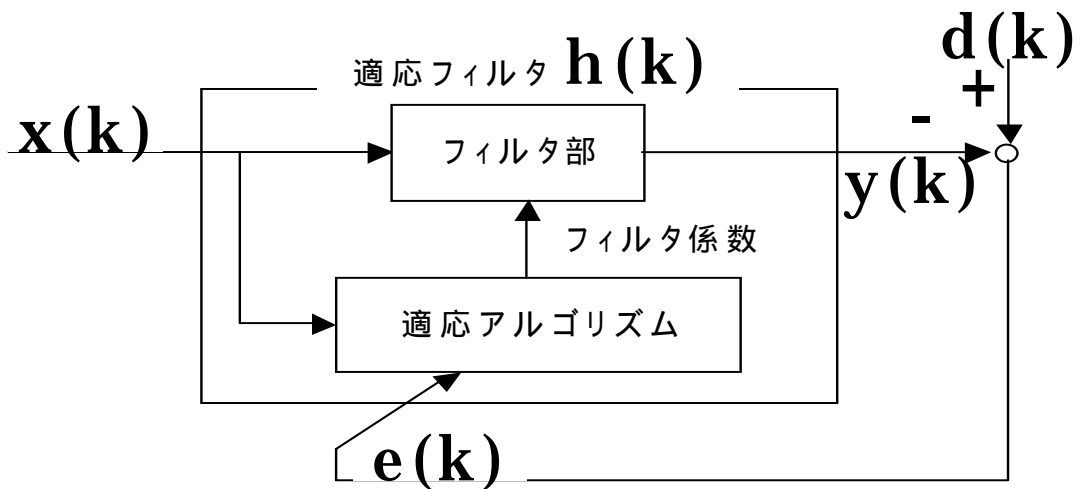 d(k)
適応フィルタ h(k)
+
x(k)
-
フィルタ部
y(k)
フィルタ係数
適応アルゴリズム
e(k)